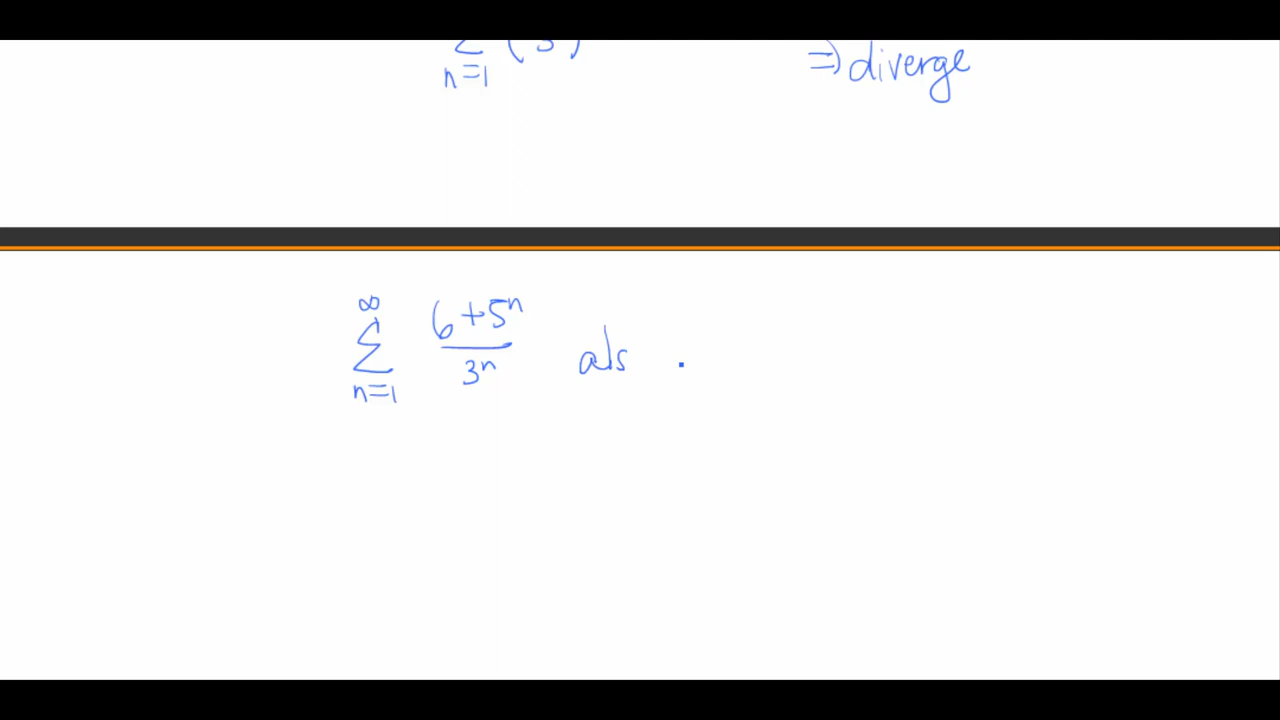 ∑ n=1 ⇒ diverge
∞ ∑ n=1 6+5ⁿ / 3ⁿ als .